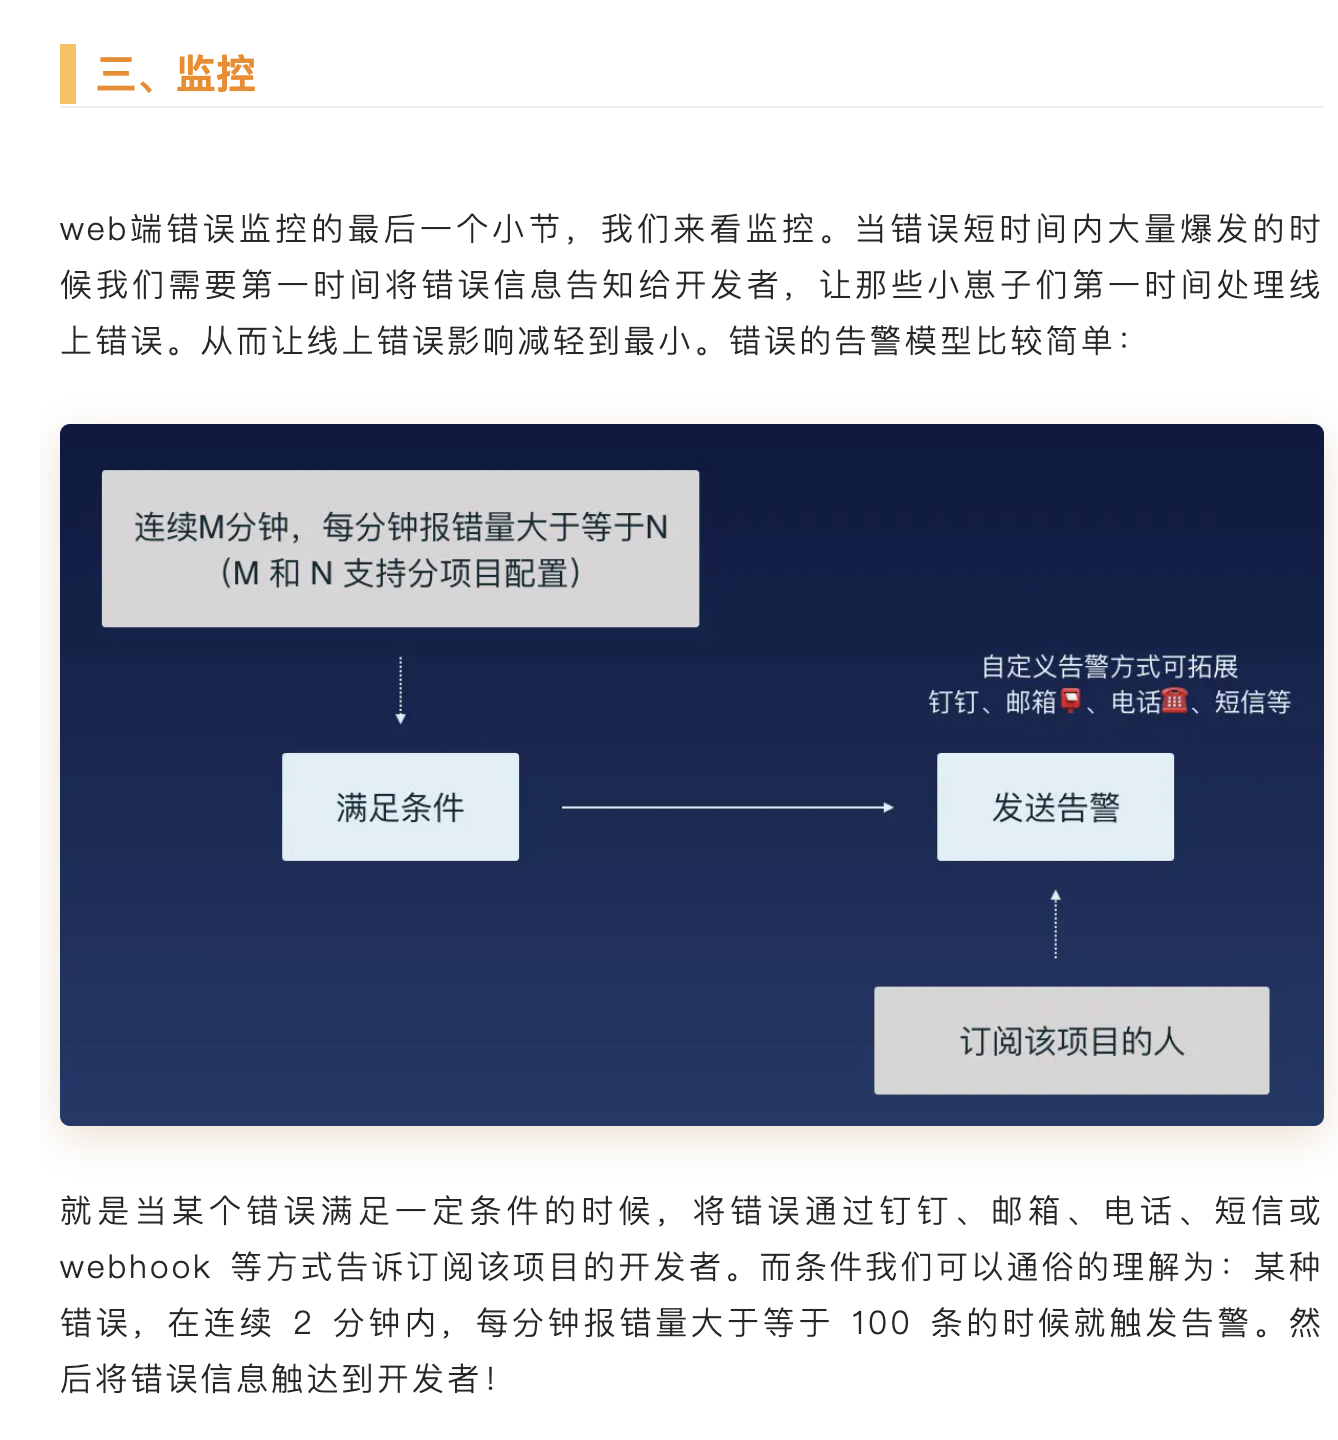 三、监控
web端错误监控的最后一个小节，我们来看监控。当错误短时间内大量爆发的时
候我们需要第一时间将错误信息告知给开发者，让那些小崽子们第一时间处理线
上错误。从而让线上错误影响减轻到最小。错误的告警模型比较简单：
连续M分钟，每分钟报错量大于等于N
（M 和 N 支持分项目配置）
自定义告警方式可拓展
钉钉、邮箱📮、电话☎️、短信等
满足条件
发送告警
订阅该项目的人
就是当某个错误满足一定条件的时候，将错误通过钉钉、邮箱、电话、短信或
webhook 等方式告诉订阅该项目的开发者。而条件我们可以通俗的理解为：某种
错误，在连续 2 分钟内，每分钟报错量大于等于 100 条的时候就触发告警。然
后将错误信息触达到开发者！